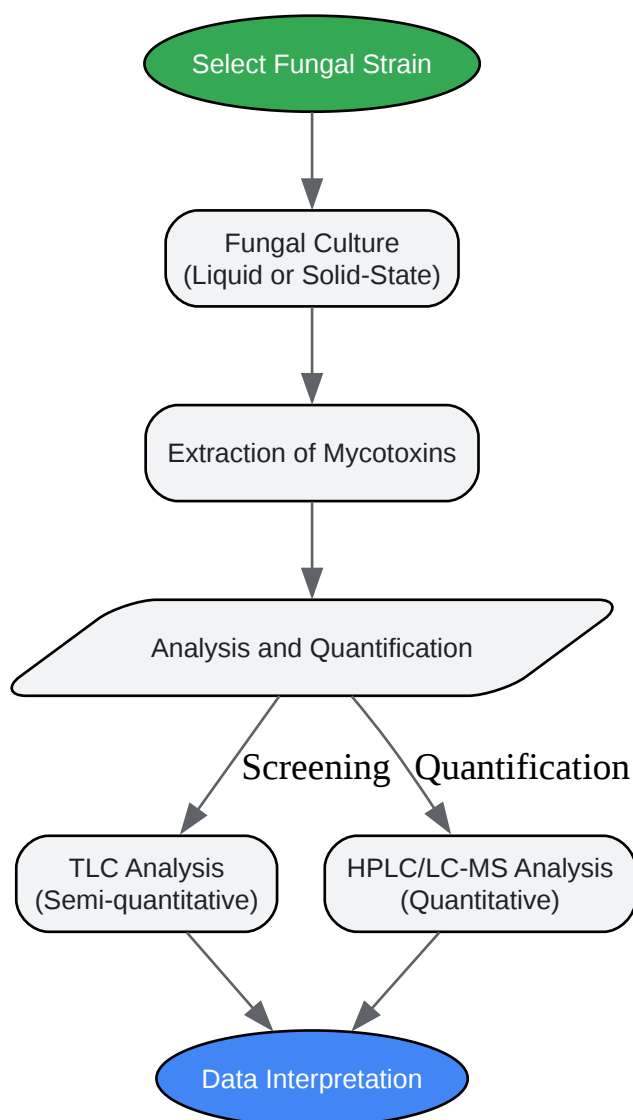 Select Fungal Strain
Fungal Culture
(Liquid or Solid-State)
Extraction of Mycotoxins
Analysis and Quantification
Screening
Quantification
TLC Analysis
(Semi-quantitative)
HPLC/LC-MS Analysis
(Quantitative)
Data Interpretation